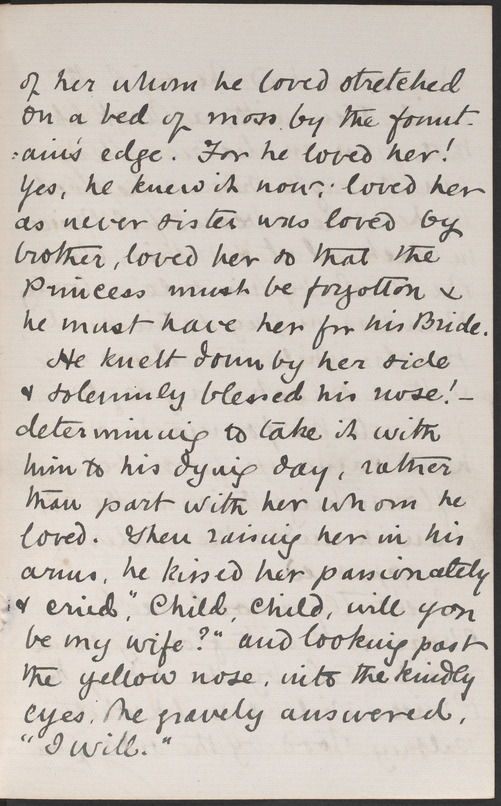 of her whom he loved stretched
on a bed of moss by the fount-
:ain's edge. For he loved her!
Yes, he knew it now; loved her
as never sister was loved by
brother, loved her so that the
Princess must be forgotten &
he must have her for his Bride.
He knelt down by her side
& solemnly blessed his nose! -
determining to take it with
him to his dying day, rather
than part with her whom he
loved. Then raising her in his
arms, he kissed her passionately
& cried, "Child, child, will you
be my wife?" and looking past
the yellow nose, into the kindly
eyes, she gravely answered,
"I will."